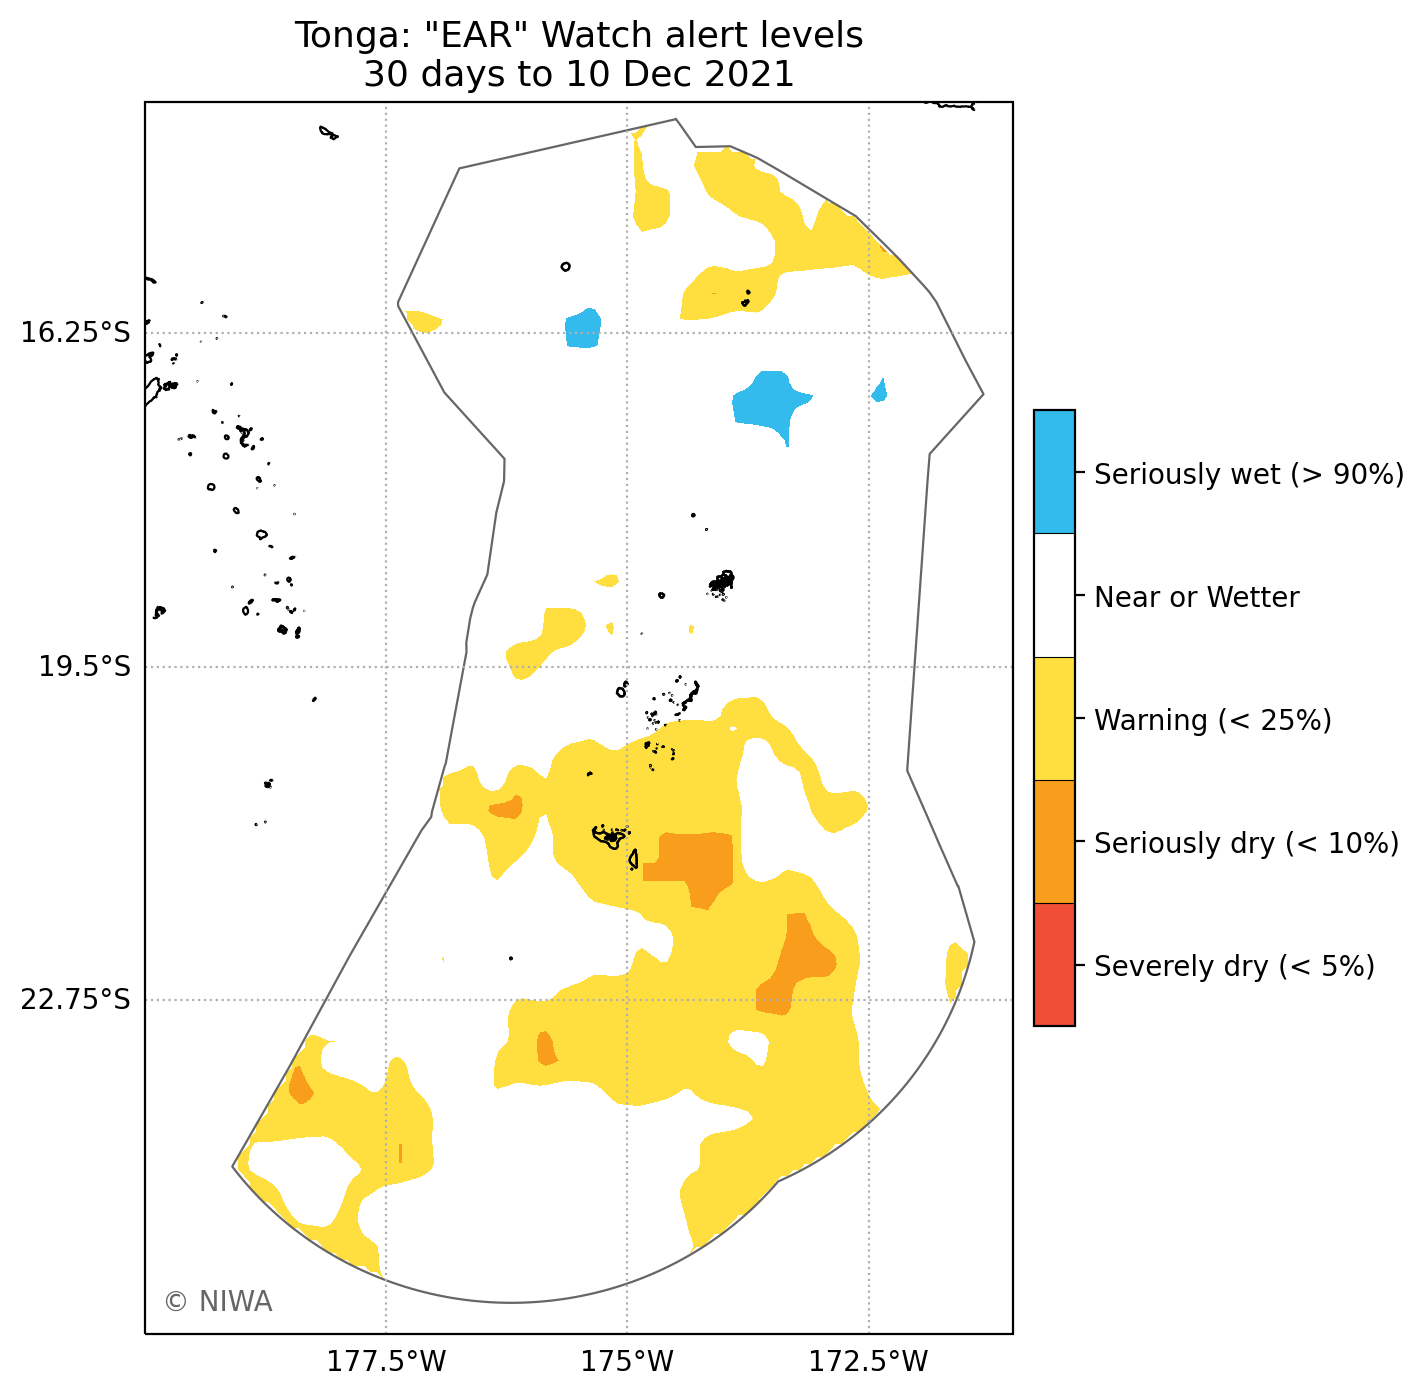 Tonga: "EAR" Watch alert levels
30 days to 10 Dec 2021
16.25°S
19.5°S
22.75°S
177.5°W
175°W
172.5°W
Seriously wet (> 90%)
Near or Wetter
Warning (< 25%)
Seriously dry (< 10%)
Severely dry (< 5%)
© NIWA